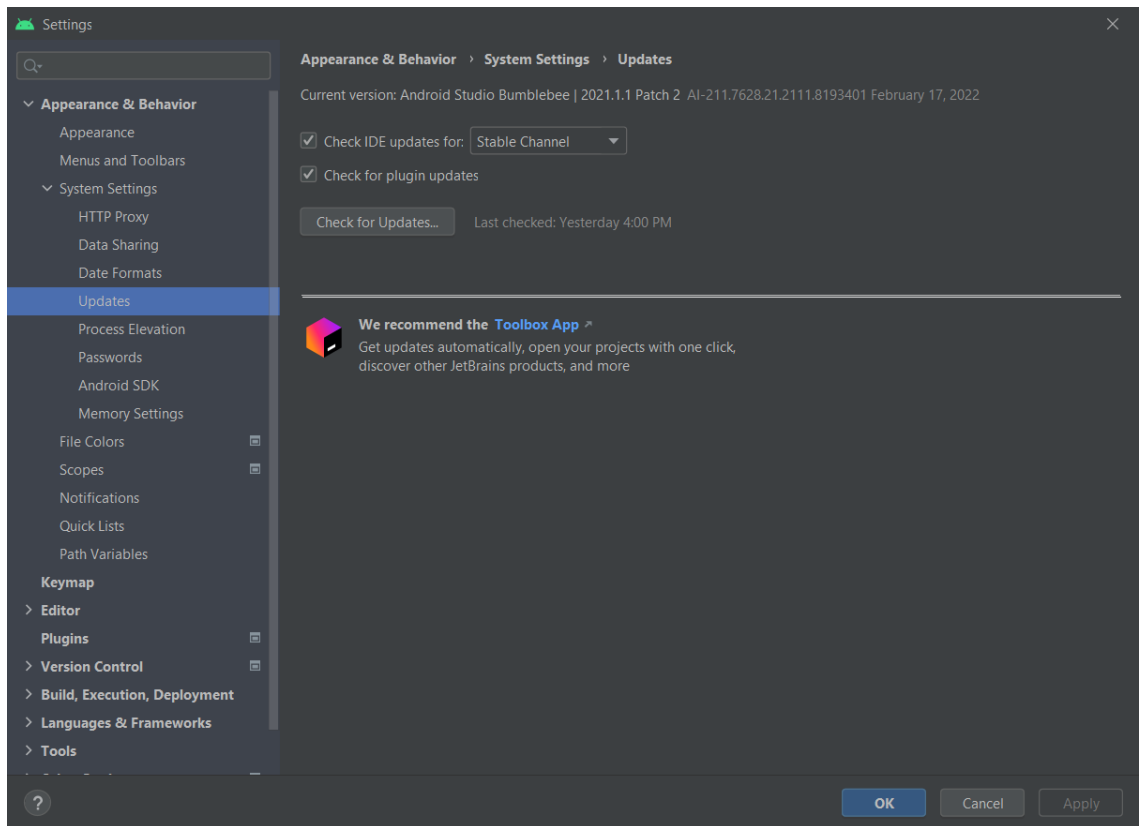 Settings
Appearance & Behavior
Appearance
Menus and Toolbars
System Settings
HTTP Proxy
Data Sharing
Date Formats
Updates
Process Elevation
Passwords
Android SDK
Memory Settings
File Colors
Scopes
Notifications
Quick Lists
Path Variables
Keymap
Editor
Plugins
Version Control
Build, Execution, Deployment
Languages & Frameworks
Tools
Appearance & Behavior › System Settings › Updates
Current version: Android Studio Bumblebee | 2021.1.1 Patch 2 AI-211.7628.21.2111.8193401 February 17, 2022
Check IDE updates for: Stable Channel
Check for plugin updates
Check for Updates... Last checked: Yesterday 4:00 PM
We recommend the Toolbox App ↗
Get updates automatically, open your projects with one click,
discover other JetBrains products, and more
? OK Cancel Apply